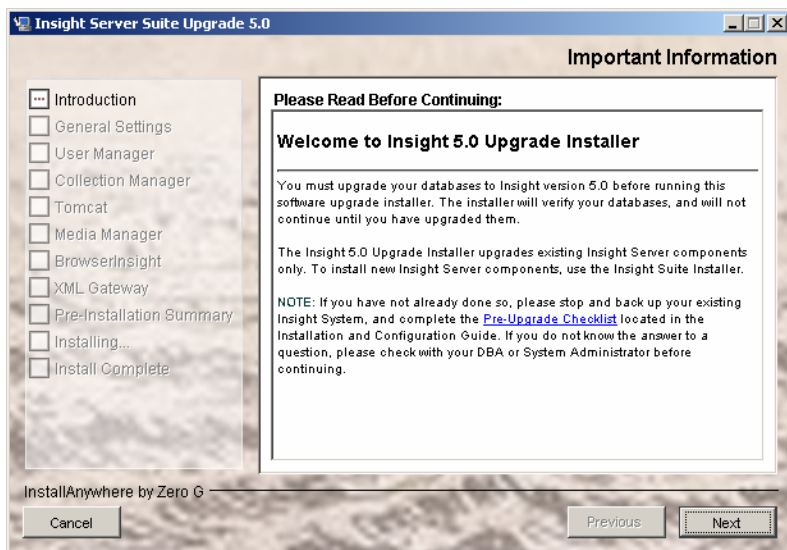 Insight Server Suite Upgrade 5.0
Important Information
Introduction
General Settings
User Manager
Collection Manager
Tomcat
Media Manager
BrowserInsight
XML Gateway
Pre-Installation Summary
Installing...
Install Complete
Please Read Before Continuing:
Welcome to Insight 5.0 Upgrade Installer
You must upgrade your databases to Insight version 5.0 before running this
software upgrade installer. The installer will verify your databases, and will not
continue until you have upgraded them.
The Insight 5.0 Upgrade Installer upgrades existing Insight Server components
only. To install new Insight Server components, use the Insight Suite Installer.
NOTE: If you have not already done so, please stop and back up your existing
Insight System, and complete the Pre-Upgrade Checklist located in the
Installation and Configuration Guide. If you do not know the answer to a
question, please check with your DBA or System Administrator before
continuing.
InstallAnywhere by Zero G
Cancel
Previous
Next